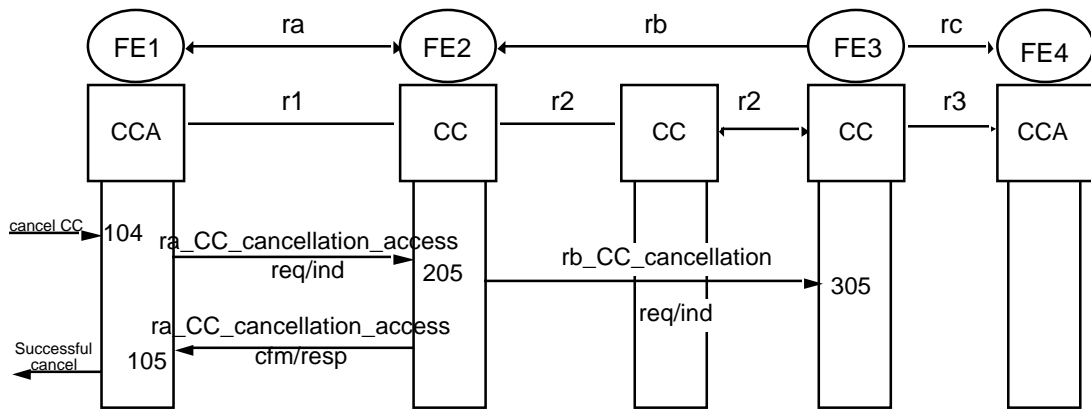 FE1
ra
FE2
rb
FE3
rc
FE4
CCA
r1
CC
r2
CC
r2
CC
r3
CCA
cancel CC
104
ra_CC_cancellation_access
req/ind
205
rb_CC_cancellation
req/ind
305
ra_CC_cancellation_access
cfm/resp
105
Successful
cancel